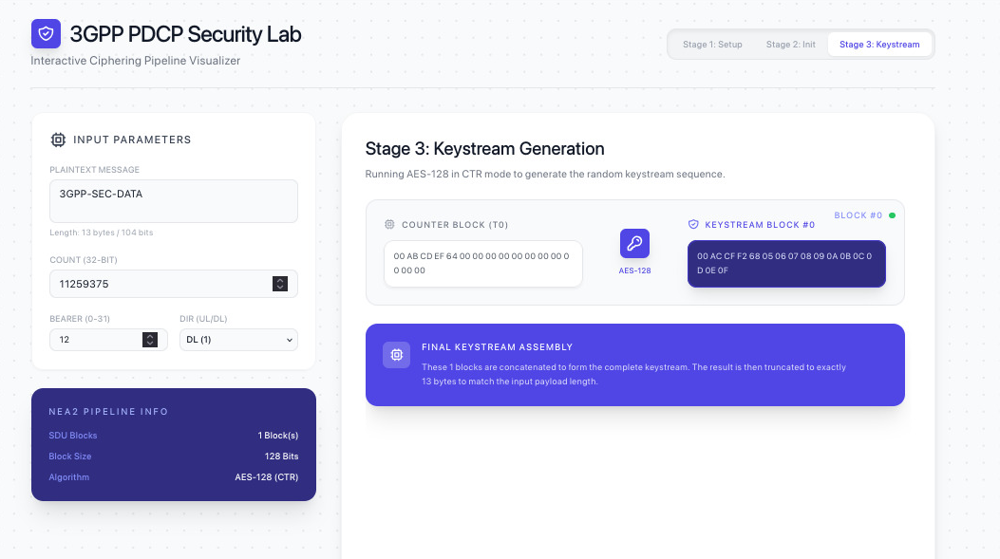 3GPP PDCP Security Lab
Interactive Ciphering Pipeline Visualizer
Stage 1: Setup
Stage 2: Init
Stage 3: Keystream
INPUT PARAMETERS
PLAINTEXT MESSAGE
3GPP-SEC-DATA
Length: 13 bytes / 104 bits
COUNT (32-BIT)
11259375
BEARER (0-31)
DIR (UL/DL)
12
DL (1)
NEA2 PIPELINE INFO
SDU Blocks
1 Block(s)
Block Size
128 Bits
Algorithm
AES-128 (CTR)
Stage 3: Keystream Generation
Running AES-128 in CTR mode to generate the random keystream sequence.
BLOCK #0
COUNTER BLOCK (T0)
00 AB CD EF 64 00 00 00 00 00 00 00 00 0
0 00 00
AES-128
KEYSTREAM BLOCK #0
00 AC CF F2 68 05 06 07 08 09 0A 0B 0C 0
D 0E 0F
FINAL KEYSTREAM ASSEMBLY
These 1 blocks are concatenated to form the complete keystream. The result is then truncated to exactly
13 bytes to match the input payload length.